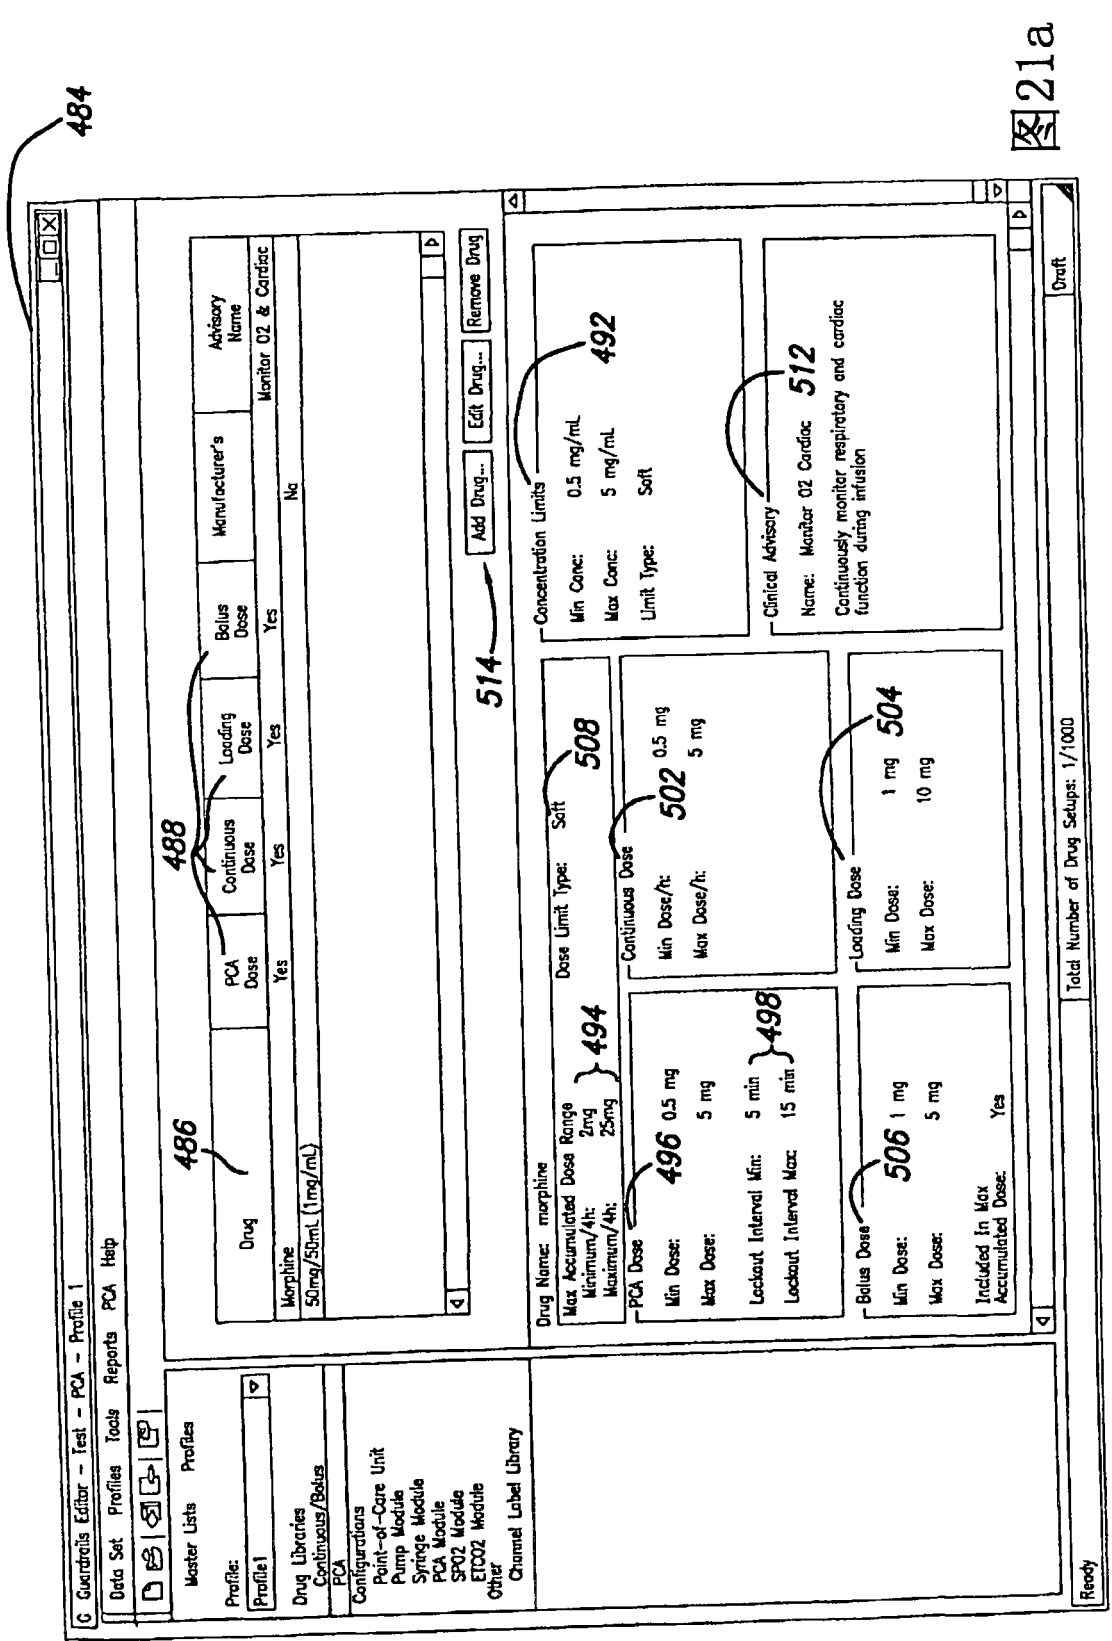 484
G Guardrails Editor - Test - PCA - Profile 1
Data Set Profiles Tools Reports PCA Help
Master Lists Profiles
Profile:
Profile1
Drug Libraries
Continuous/Bolus
PCA
Configurations
Point-of-Care Unit
Pump Module
Syringe Module
PCA Module
SPO2 Module
ETCO2 Module
Other
Channel Label Library
486
488
Drug
PCA Dose
Continuous Dose
Loading Dose
Bolus Dose
Manufacturer's
Advisory Name
Morphine
Yes
Yes
Yes
Yes
No
Monitor O2 & Cardiac
50mg/50mL (1mg/mL)
514
Add Drug...
Edit Drug...
Remove Drug
Drug Name: morphine
Max Accumulated Dose Range
Minimum/4h: 2mg
Maximum/4h: 25mg
494
Dose Limit Type: Soft
508
PCA Dose
496
Min Dose: 0.5 mg
Max Dose: 5 mg
Lockout Interval Min: 5 min
Lockout Interval Max: 15 min
498
Continuous Dose
502
Min Dose/h: 0.5 mg
Max Dose/h: 5 mg
Bolus Dose
506
Min Dose: 1 mg
Max Dose: 5 mg
Included In Max
Accumulated Dose: Yes
Loading Dose
504
Min Dose: 1 mg
Max Dose: 10 mg
Concentration Limits
492
Min Conc: 0.5 mg/mL
Max Conc: 5 mg/mL
Limit Type: Soft
Clinical Advisory
512
Name: Monitor O2 Cardiac
Continuously monitor respiratory and cardiac
function during infusion
Ready
Total Number of Drug Setups: 1/1000
Draft
图21a